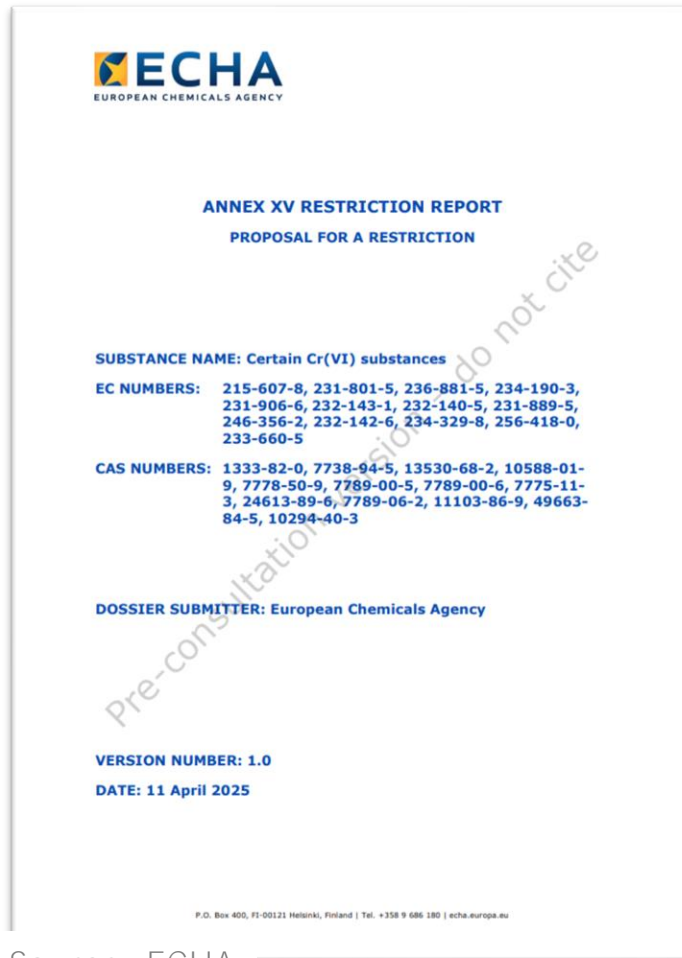 ECHA
EUROPEAN CHEMICALS AGENCY
ANNEX XV RESTRICTION REPORT
PROPOSAL FOR A RESTRICTION
SUBSTANCE NAME: Certain Cr(VI) substances
EC NUMBERS: 215-607-8, 231-801-5, 236-881-5, 234-190-3,
231-906-6, 232-143-1, 232-140-5, 231-889-5,
246-356-2, 232-142-6, 234-329-8, 256-418-0,
233-660-5
CAS NUMBERS: 1333-82-0, 7738-94-5, 13530-68-2, 10588-01-
9, 7778-50-9, 7789-00-5, 7789-00-6, 7775-11-
3, 24613-89-6, 7789-06-2, 11103-86-9, 49663-
84-5, 10294-40-3
DOSSIER SUBMITTER: European Chemicals Agency
Pre-consultation version - do not cite
VERSION NUMBER: 1.0
DATE: 11 April 2025
P.O. Box 400, FI-00121 Helsinki, Finland | Tel. +358 9 686 180 | echa.europa.eu
ECHA